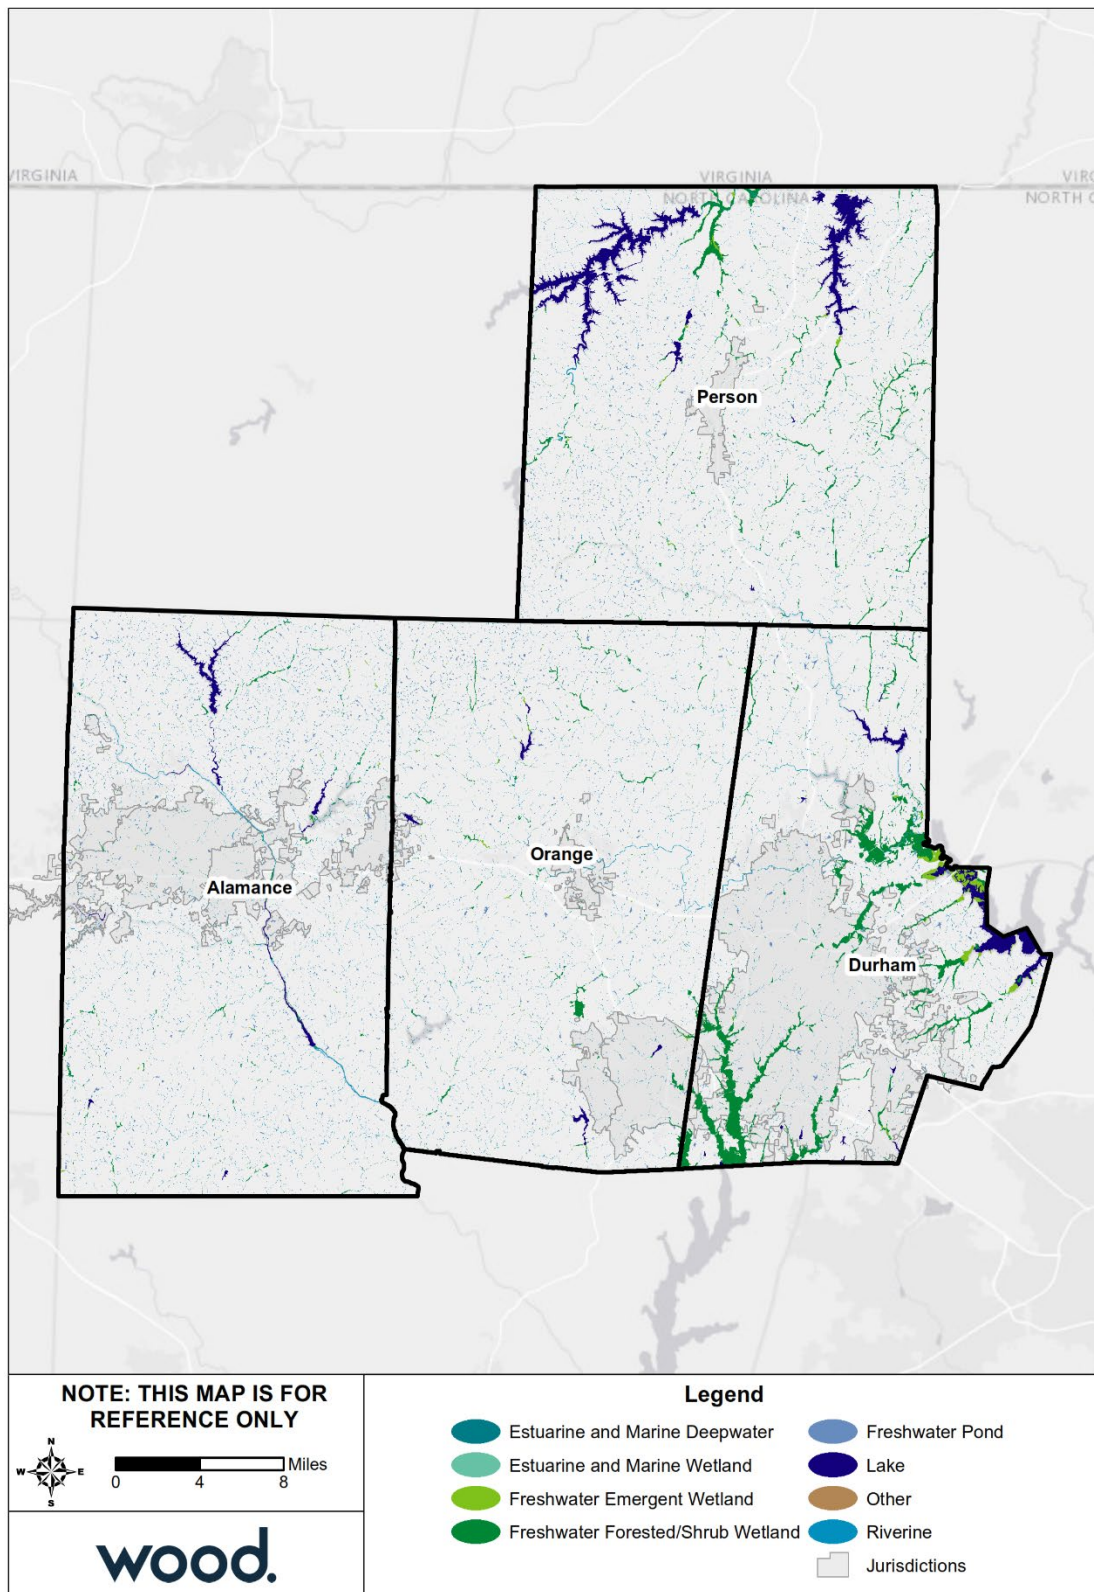 VIRGINIA
VIRGINIA
NORTH CAROLINA
VIRG
NORTH C
Person
Orange
Alamance
Durham
NOTE: THIS MAP IS FOR
REFERENCE ONLY
N
W E
S
0 4 8 Miles
wood.
Legend
Estuarine and Marine Deepwater
Estuarine and Marine Wetland
Freshwater Emergent Wetland
Freshwater Forested/Shrub Wetland
Freshwater Pond
Lake
Other
Riverine
Jurisdictions